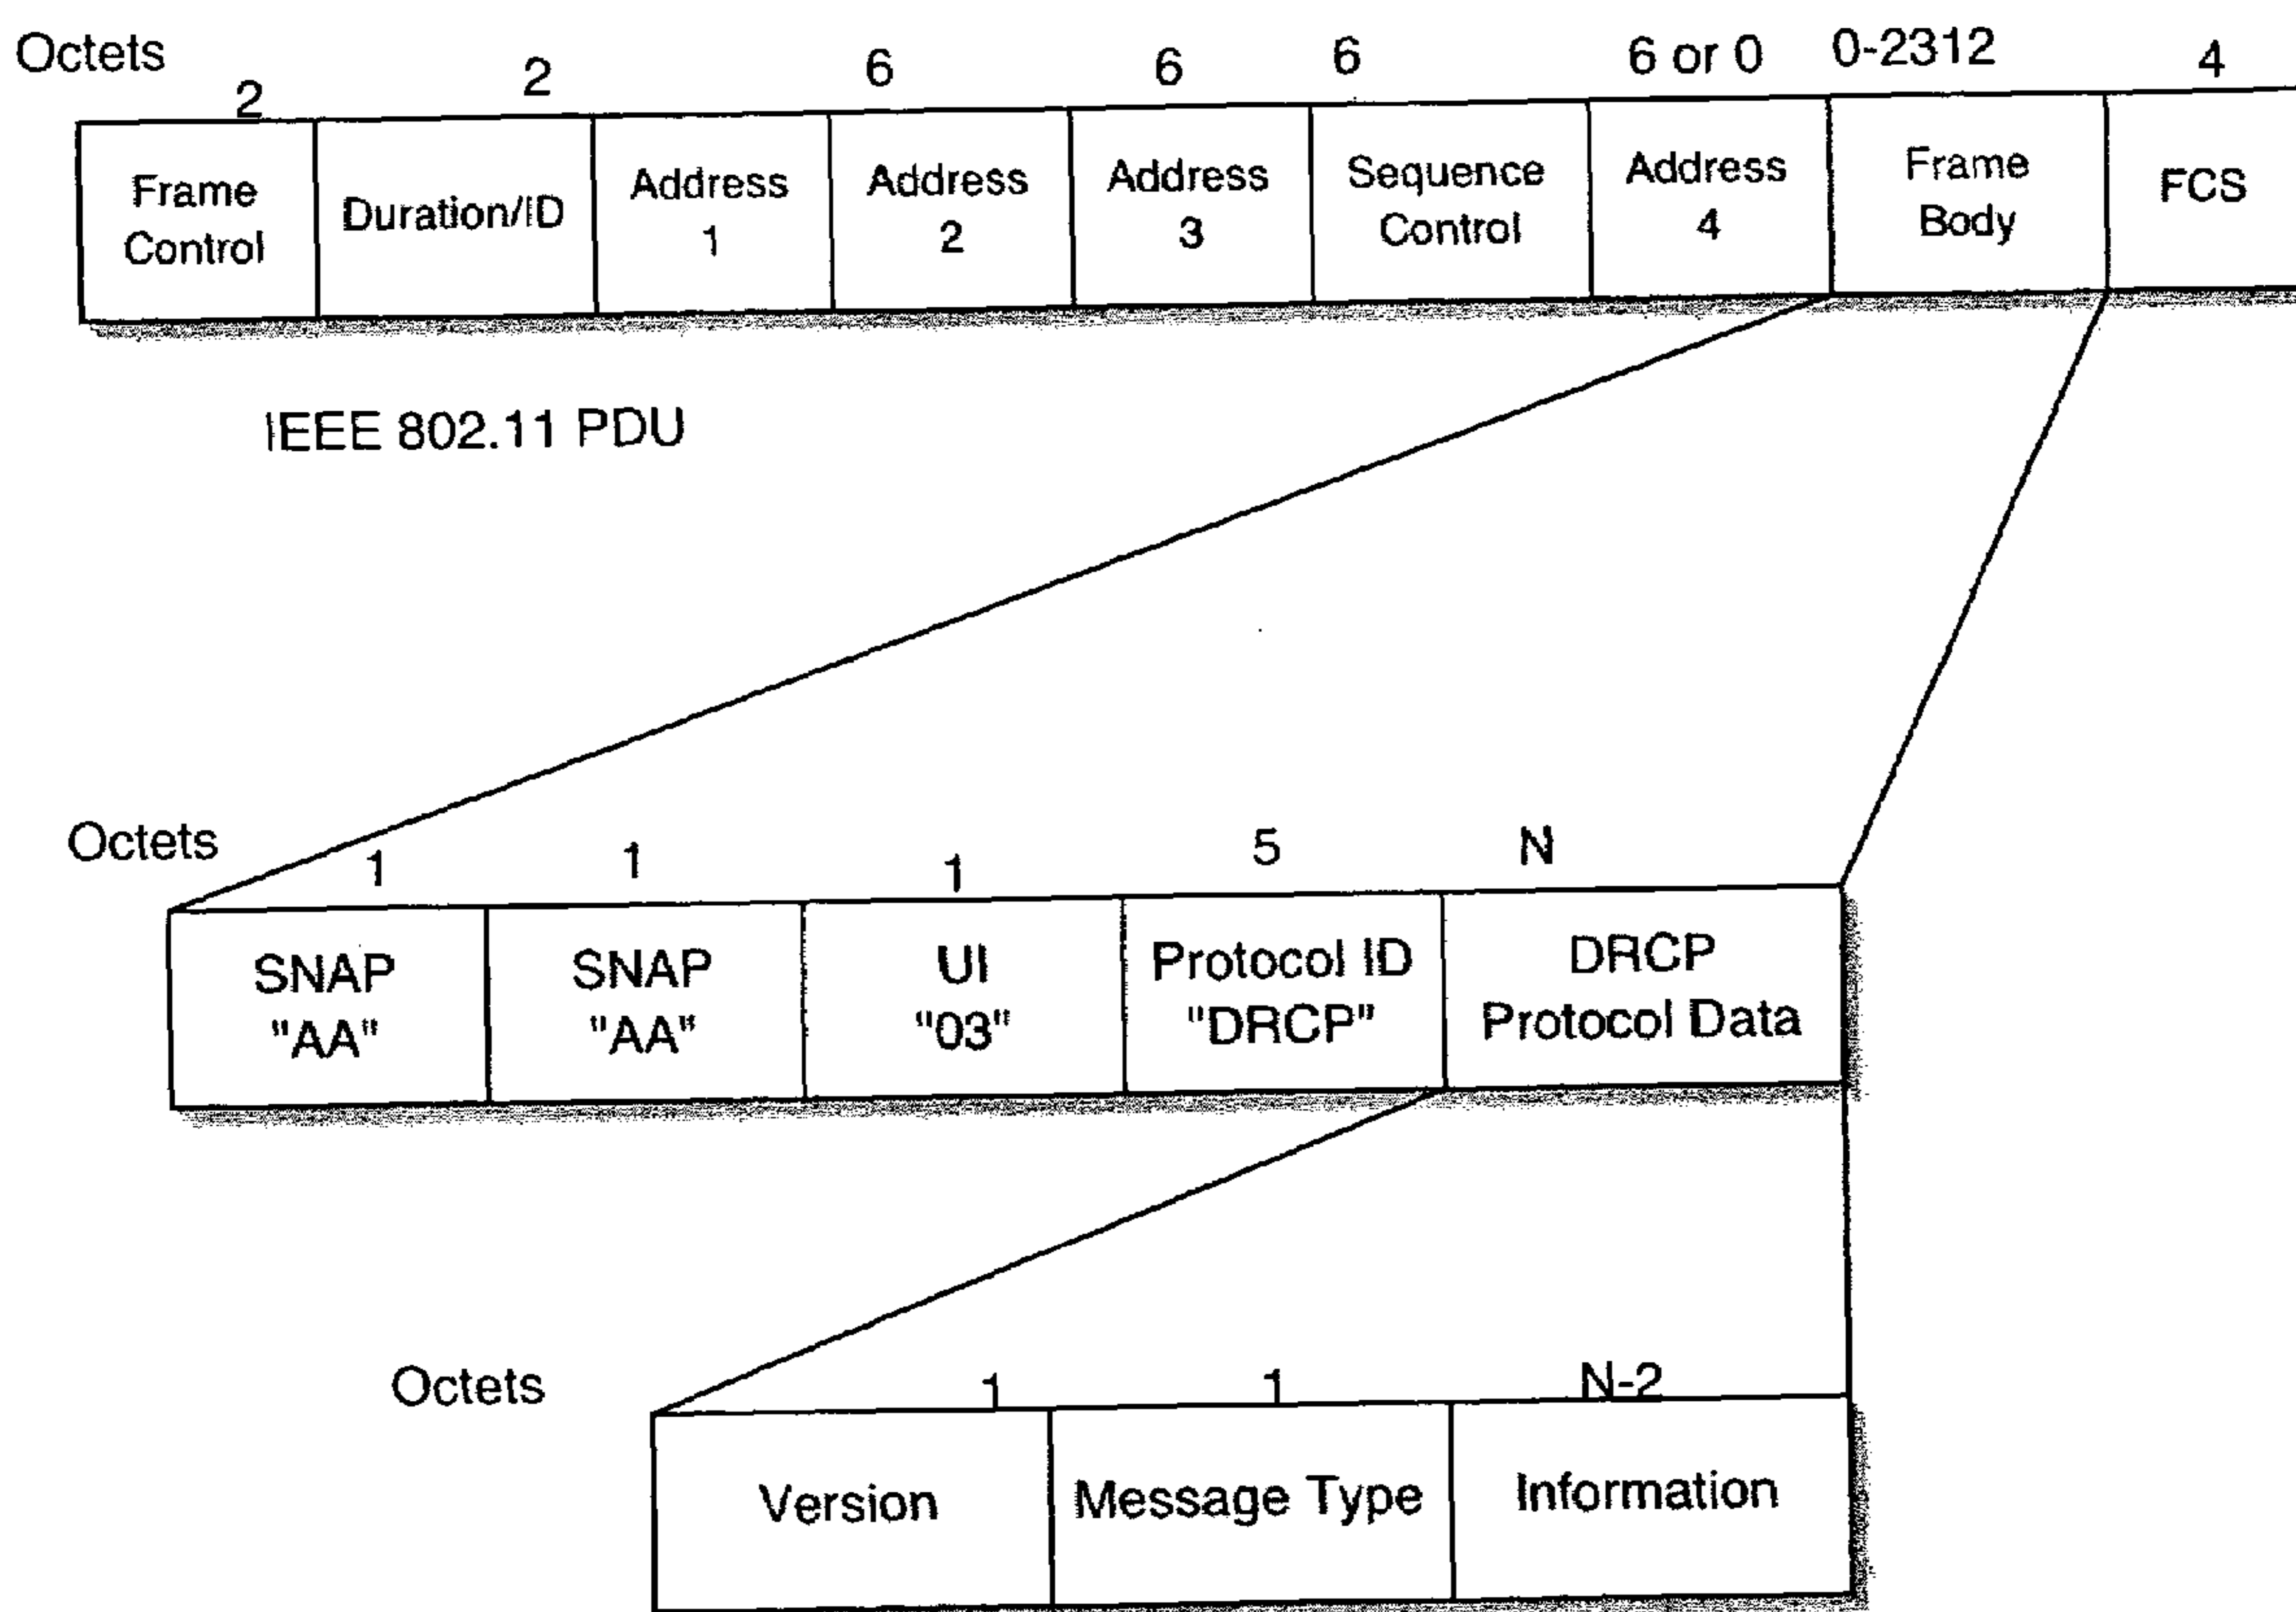 Octets 2 2 6 6 6 6 or 0 0-2312 4
Frame Control
Duration/ID
Address 1
Address 2
Address 3
Sequence Control
Address 4
Frame Body
FCS
IEEE 802.11 PDU
Octets 1 1 1 5 N
SNAP "AA"
SNAP "AA"
UI "03"
Protocol ID "DRCP"
DRCP Protocol Data
Octets 1 1 N-2
Version
Message Type
Information